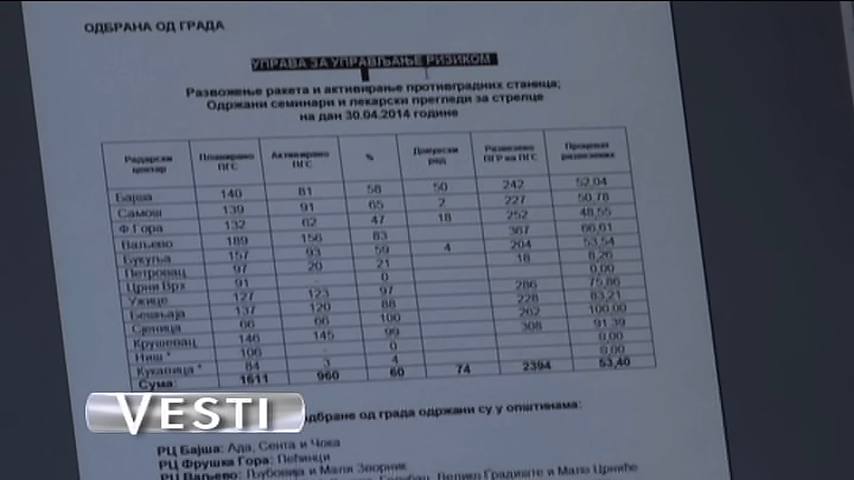 ОДБРАНА ОД ГРАДА
УПРАВА ЗА УПРАВЉАЊЕ РИЗИКОМ
Развожење ракета и активирање противградних станица;
Одржани семинари и лекарски прегледи за стрелце
на дан 30.04.2014 године
Радарски центар Планирано ПГС Активирано ПГС % Допунски рад Развезено ПГР на ПГС Процнат развезених
Бајша 140 81 58 50 242 52,04
Самош 139 91 65 2 227 50,78
Ф.Гора 132 62 47 18 252 48,55
Ваљево 189 156 83 367 66,61
Букуља 157 93 59 4 204 53,54
Петровац 97 20 21 18 8,26
Црни Врх 91 - 0 0,00
Ужице 127 123 97 286 75,86
Бешњаја 137 120 88 228 83,21
Сјеница 66 66 100 262 100,00
Крушевац 146 145 99 308 91,39
Ниш * 106 - 0 0,00
Кукавица * 84 3 4 0,00
Сума: 1611 960 60 74 2394 53,40
одбране од града одржани су у општинама:
РЦ Бајша: Ада, Сента и Чока
РЦ Фрушка Гора: Пећинци
РЦ Ваљево: Љубовија и Мали Зворник
Голубац, Велико Градиште и Мало Црниће
VESTI